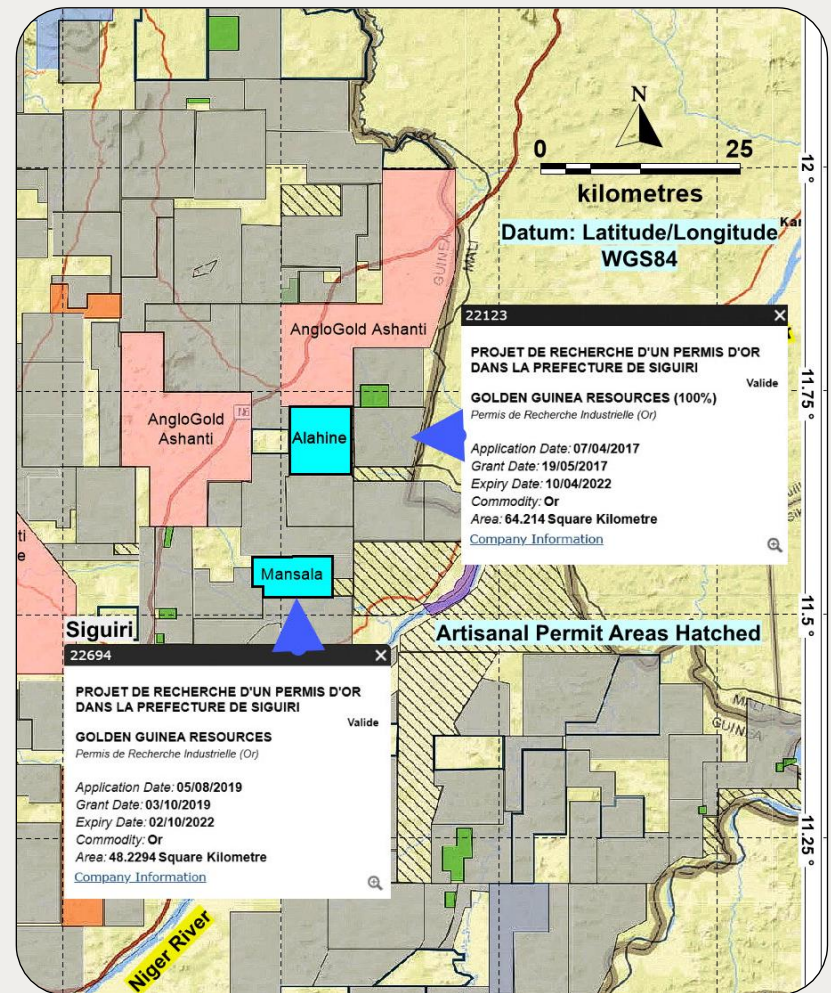 N
0 25
kilometres
12 °
Datum: Latitude/Longitude
WGS84
GUINEA
MALI
AngloGold Ashanti
22123
PROJET DE RECHERCHE D'UN PERMIS D'OR
DANS LA PREFECTURE DE SIGUIRI
Valide
GOLDEN GUINEA RESOURCES (100%)
Permis de Recherche Industrielle (Or)
Application Date: 07/04/2017
Grant Date: 19/05/2017
Expiry Date: 10/04/2022
Commodity: Or
Area: 64.214 Square Kilometre
Company Information
11.75 °
AngloGold
Ashanti
N6
Alahine
Mansala
11.5 °
Siguiri
Artisanal Permit Areas Hatched
22694
PROJET DE RECHERCHE D'UN PERMIS D'OR
DANS LA PREFECTURE DE SIGUIRI
Valide
GOLDEN GUINEA RESOURCES
Permis de Recherche Industrielle (Or)
Application Date: 05/08/2019
Grant Date: 03/10/2019
Expiry Date: 02/10/2022
Commodity: Or
Area: 48.2294 Square Kilometre
Company Information
MALI
GUINEA
11.25 °
Niger River